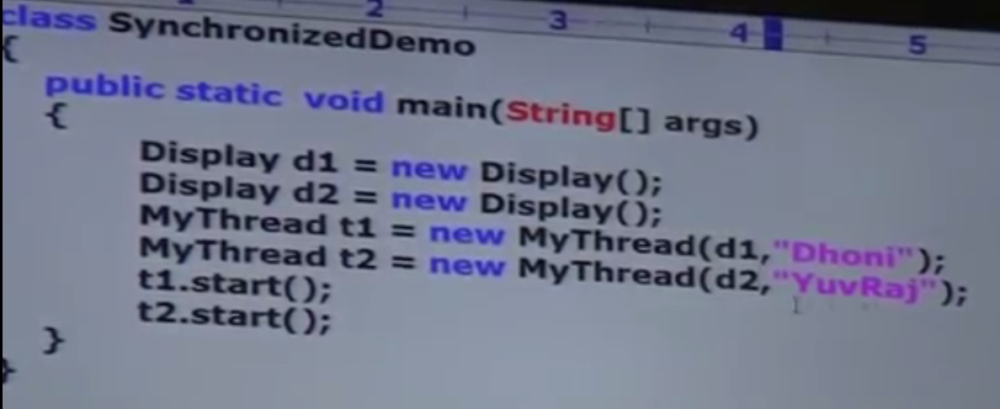 2 3 4 5
class SynchronizedDemo
{
public static void main(String[] args)
{
Display d1 = new Display();
Display d2 = new Display();
MyThread t1 = new MyThread(d1,"Dhoni");
MyThread t2 = new MyThread(d2,"YuvRaj");
t1.start();
t2.start();
}
}